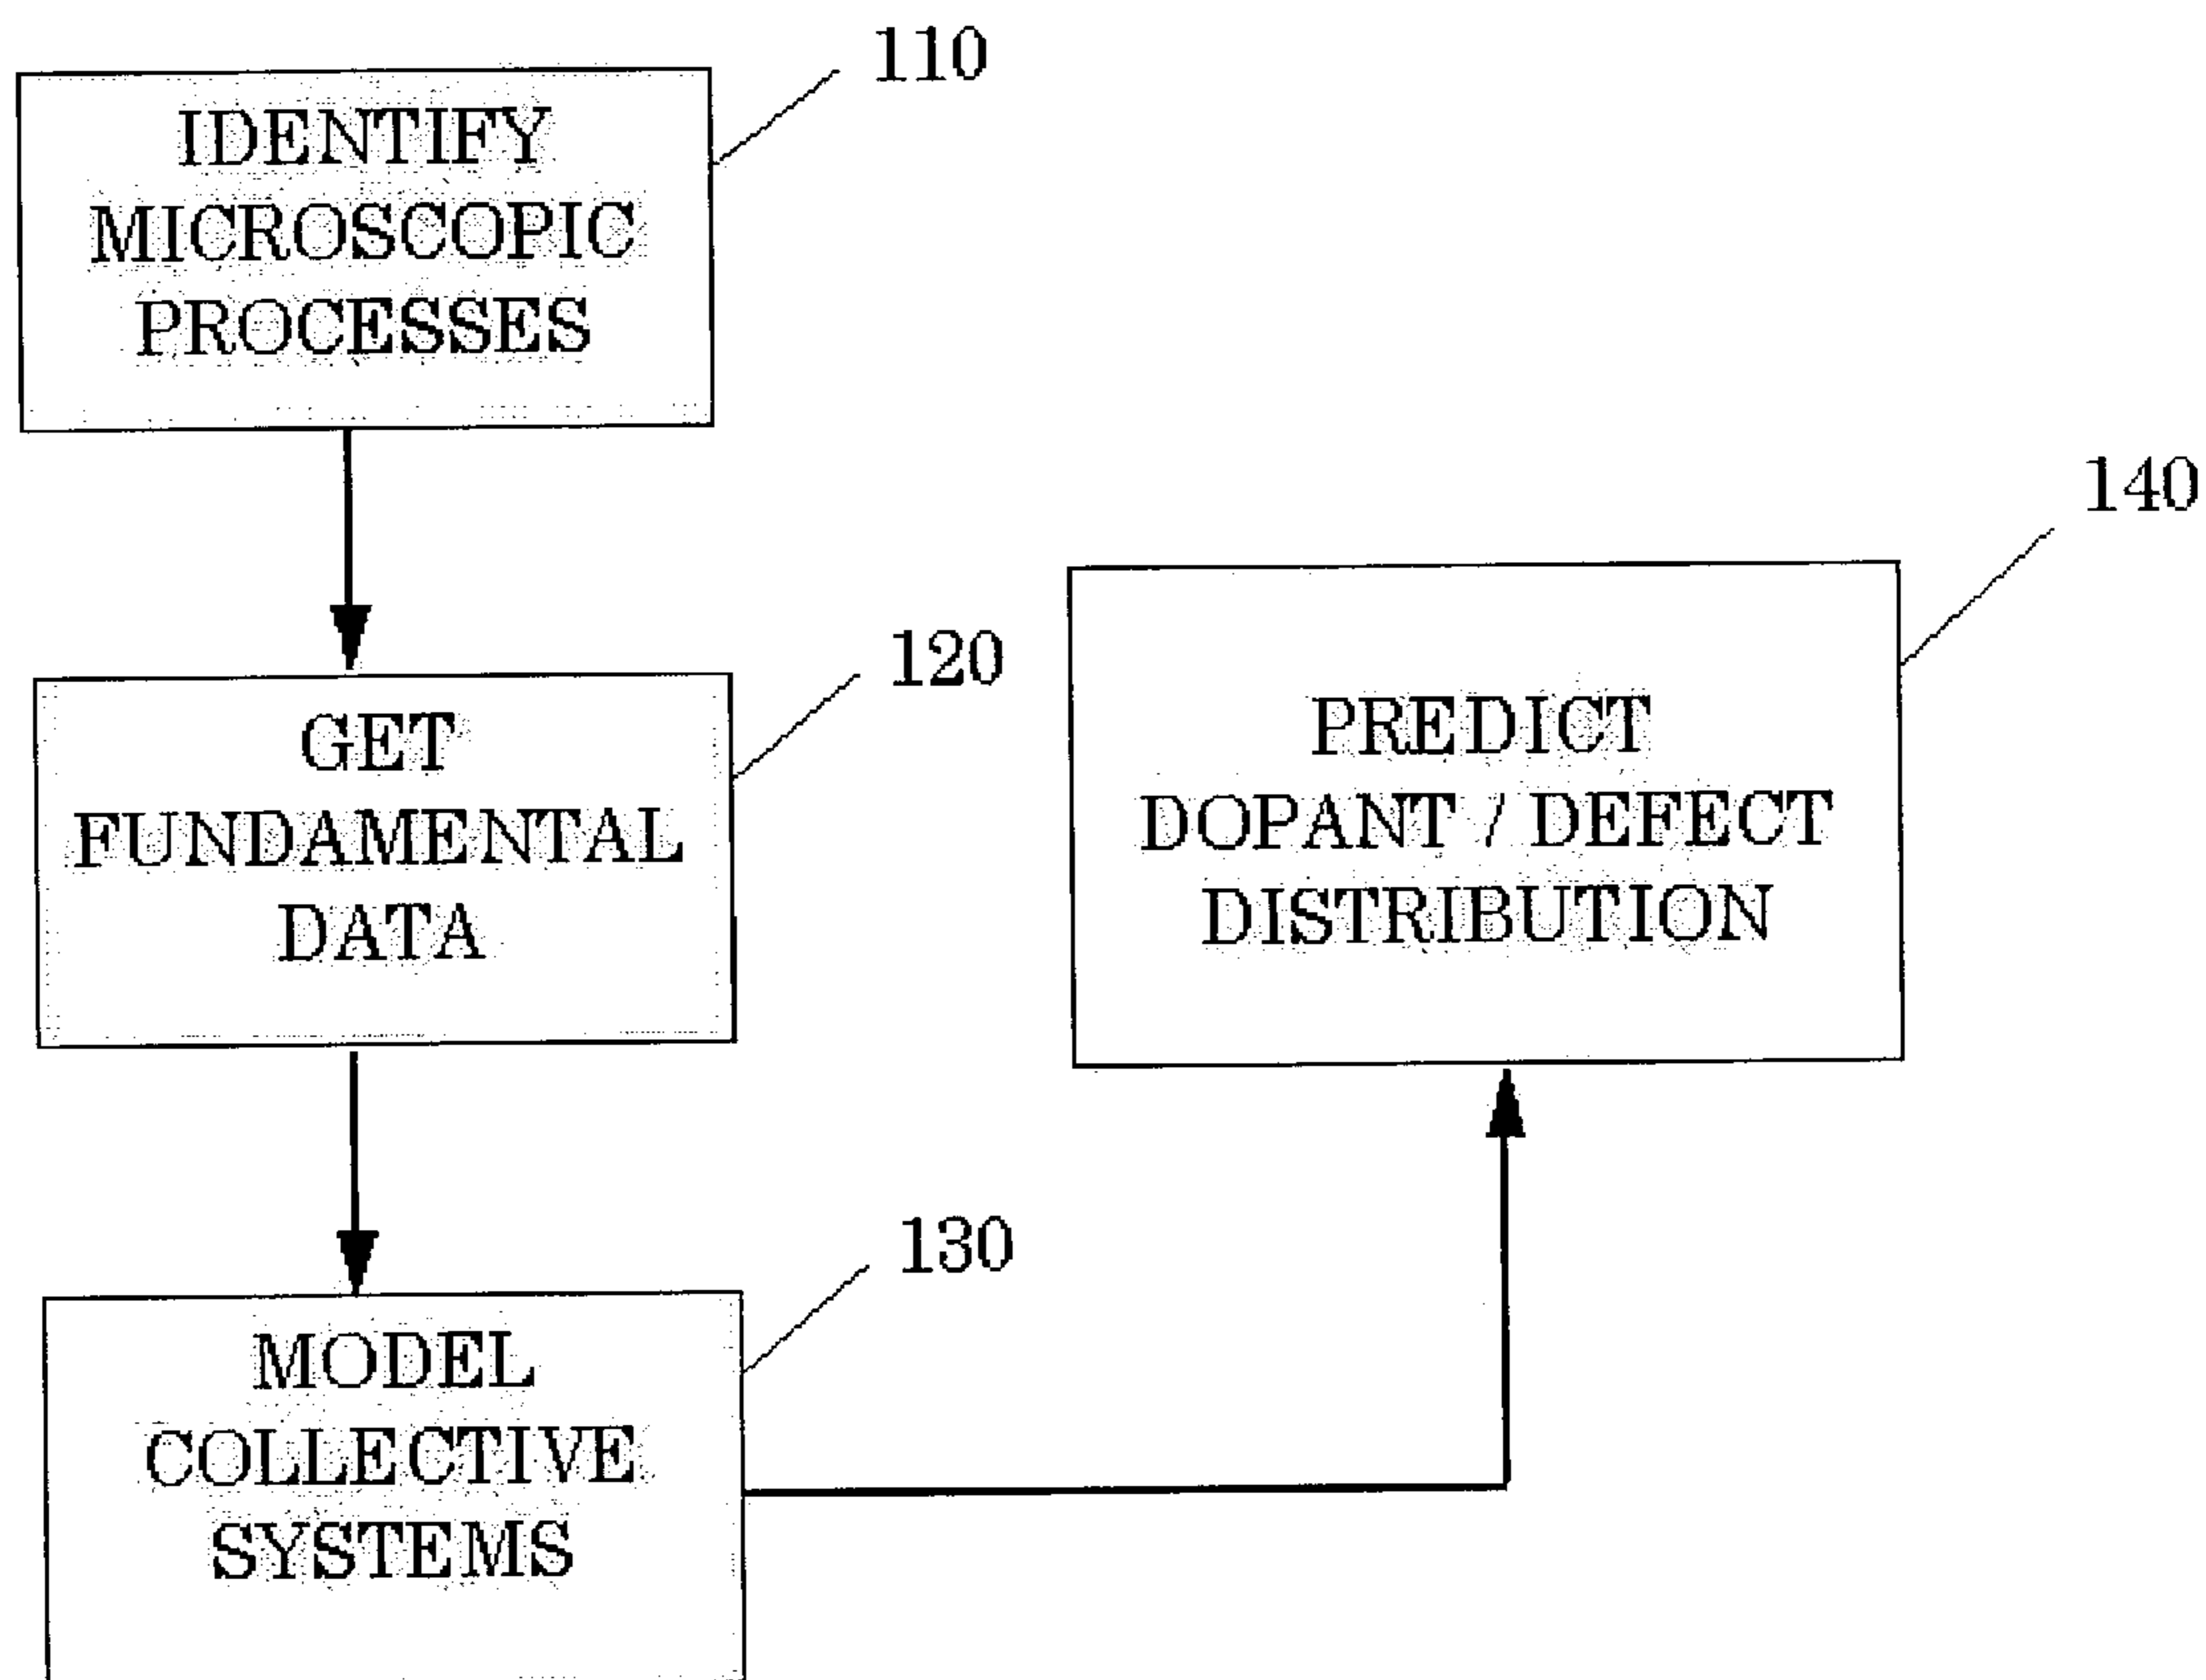 110
IDENTIFY
MICROSCOPIC
PROCESSES
120
GET
FUNDAMENTAL
DATA
130
MODEL
COLLECTIVE
SYSTEMS
140
PREDICT
DOPANT / DEFECT
DISTRIBUTION